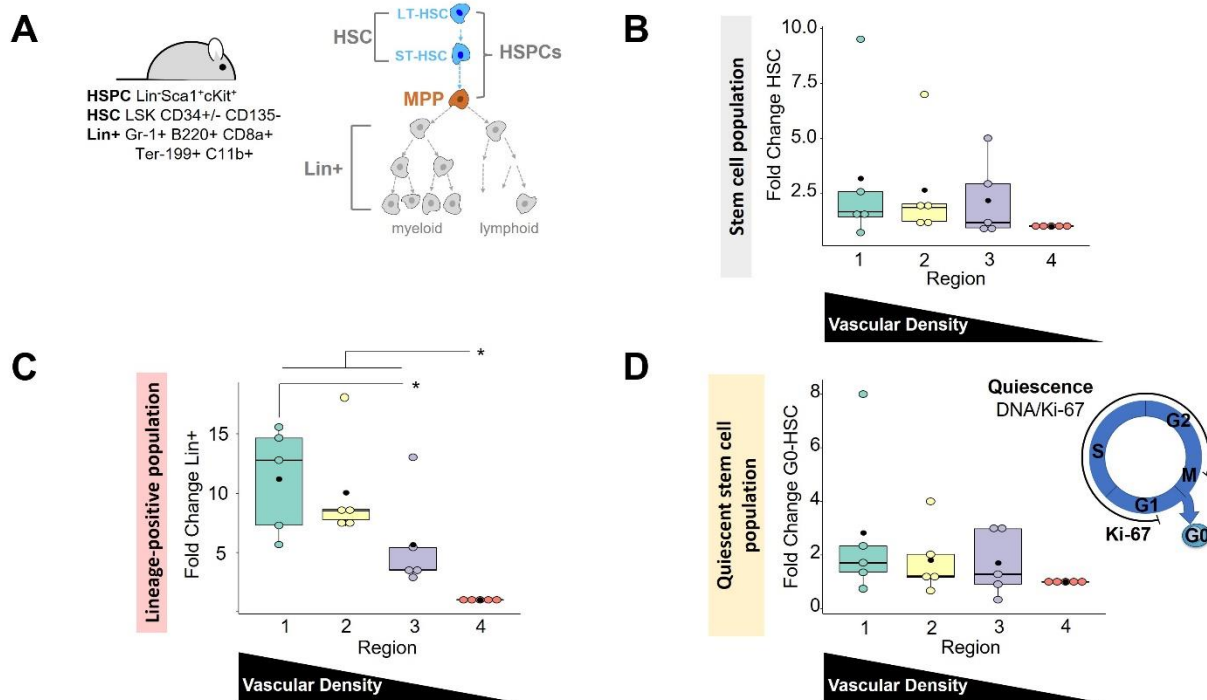 A
LT-HSC
HSC
ST-HSC
HSPCs
MPP
Lin+
myeloid
lymphoid
HSPC Lin-Sca1+cKit+
HSC LSK CD34+/- CD135-
Lin+ Gr-1+ B220+ CD8a+
Ter-199+ C11b+
B
Stem cell population
Fold Change HSC
10.0
7.5
5.0
2.5
1 2 3 4
Region
Vascular Density
C
Lineage-positive population
Fold Change Lin+
*
*
15
10
5
1 2 3 4
Region
Vascular Density
D
Quiescent stem cell
population
Fold Change G0-HSC
8
6
4
2
0
1 2 3 4
Region
Vascular Density
Quiescence
DNA/Ki-67
G2
S
M
G1
Ki-67
G0